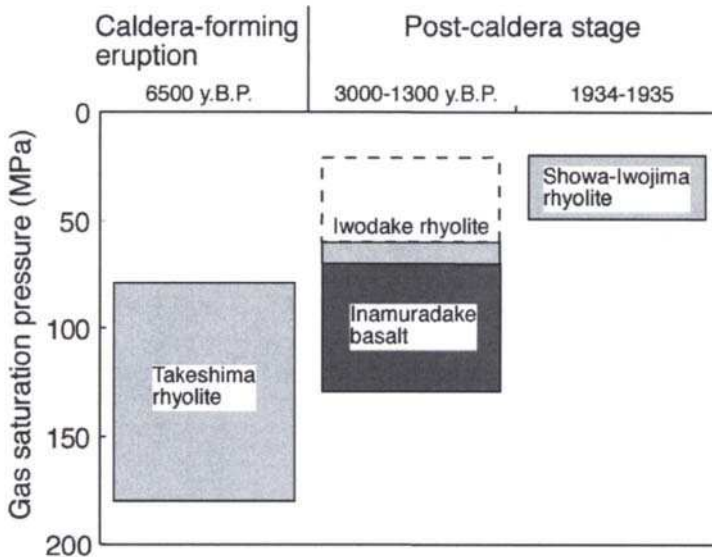 Caldera-forming
eruption
Post-caldera stage
6500 y.B.P.
3000-1300 y.B.P.
1934-1935
Gas saturation pressure (MPa)
0
50
100
150
200
Showa-Iwojima
rhyolite
Iwodake rhyolite
Inamuradake
basalt
Takeshima
rhyolite